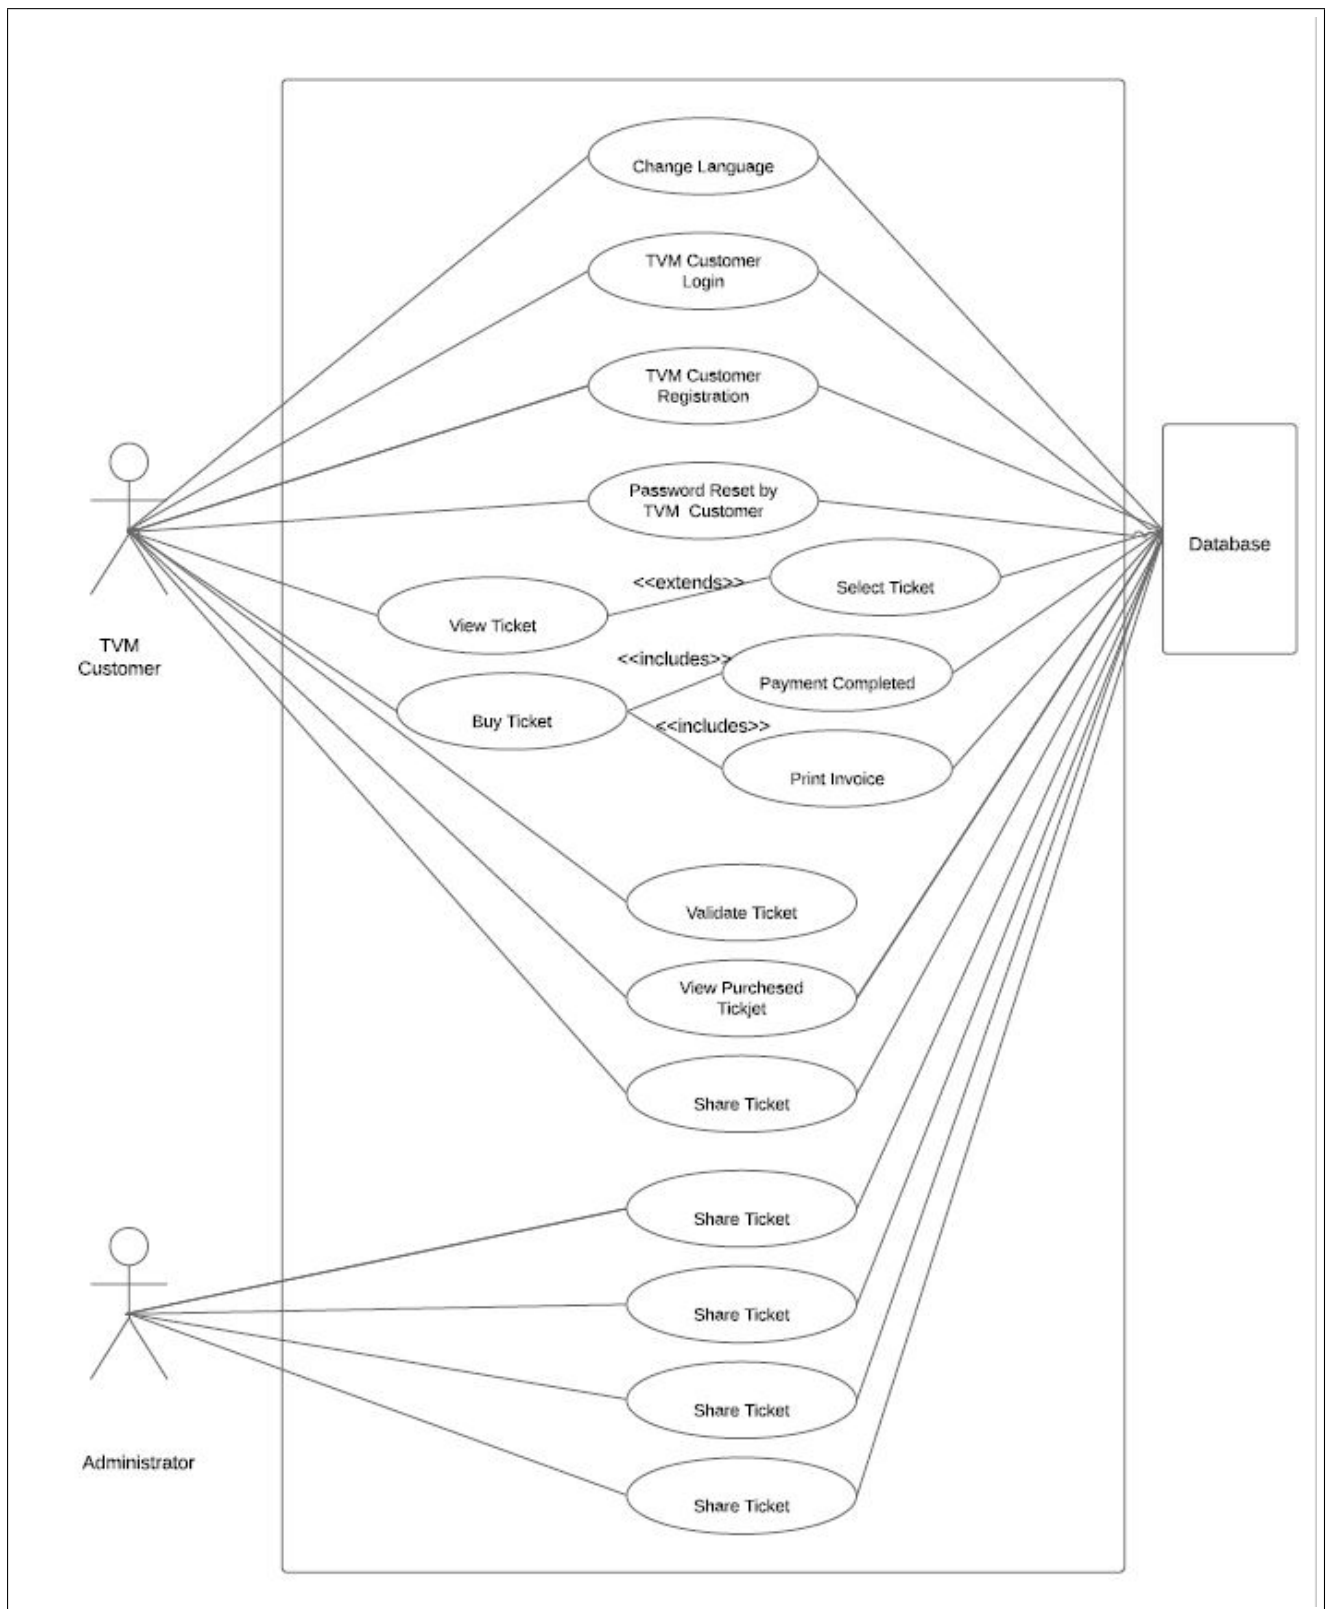 Change Language
TVM Customer
Login
TVM Customer
Registration
Password Reset by
TVM Customer
Database
<<extends>>
Select Ticket
View Ticket
TVM
Customer
<<includes>>
Payment Completed
Buy Ticket
<<includes>>
Print Invoice
Validate Ticket
View Purchesed
Tickjet
Share Ticket
Share Ticket
Share Ticket
Share Ticket
Administrator
Share Ticket